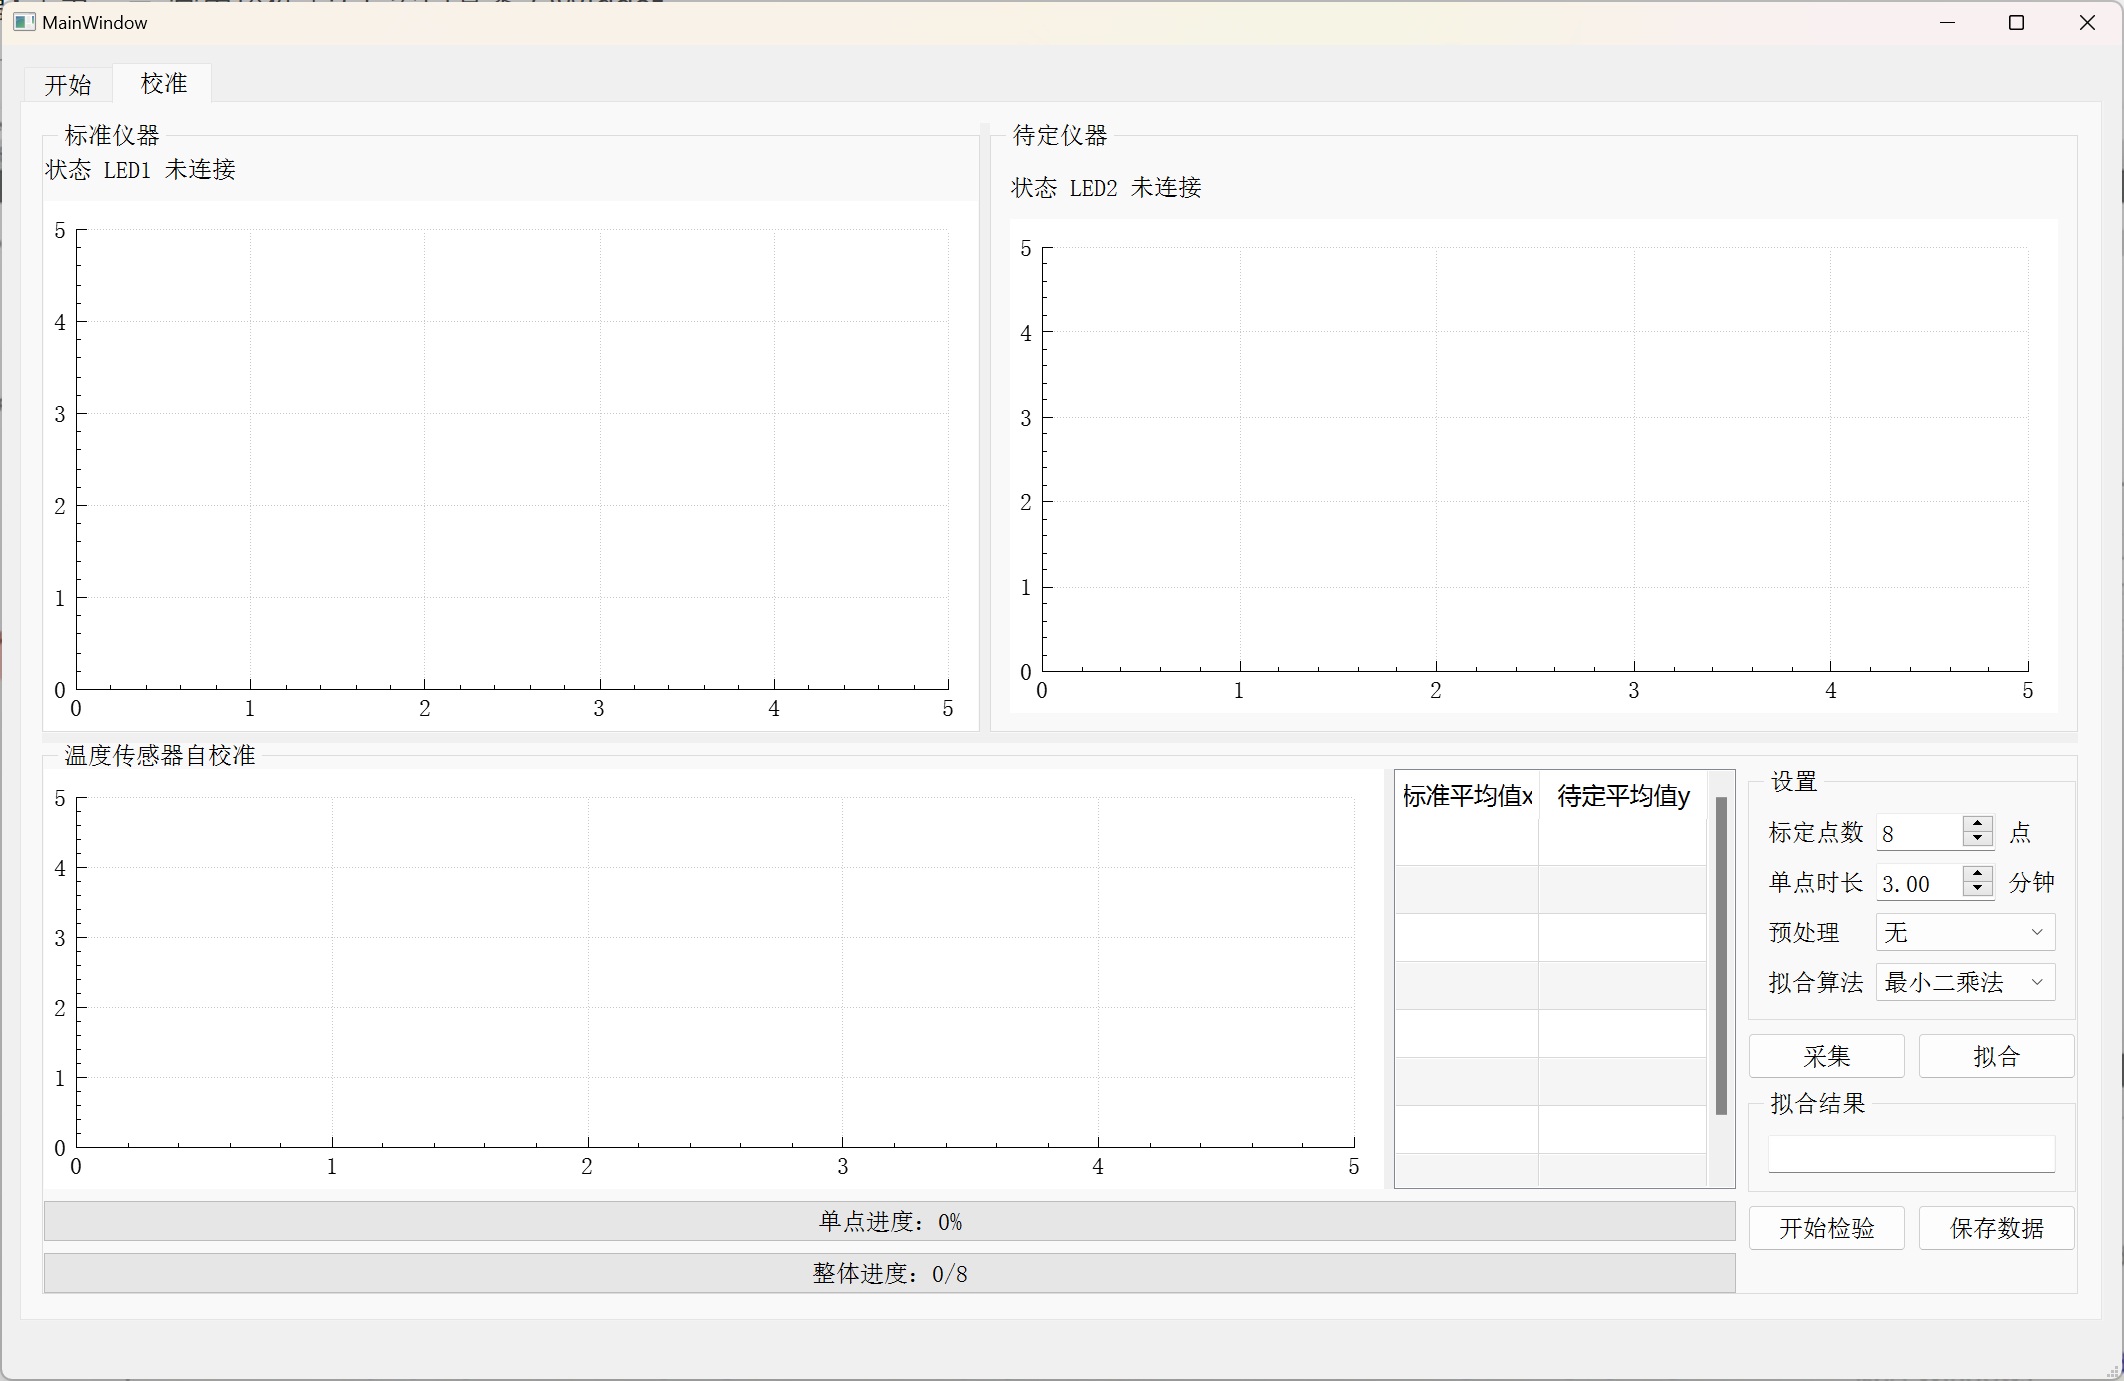 MainWindow
开始 校准
标准仪器
状态 LED1 未连接
5
4
3
2
1
0
0 1 2 3 4 5
待定仪器
状态 LED2 未连接
5
4
3
2
1
0
0 1 2 3 4 5
温度传感器自校准
5
4
3
2
1
0
0 1 2 3 4 5
标准平均值x 待定平均值y
设置
标定点数 8 点
单点时长 3.00 分钟
预处理 无
拟合算法 最小二乘法
采集 拟合
拟合结果
单点进度：0%
整体进度：0/8
开始检验 保存数据